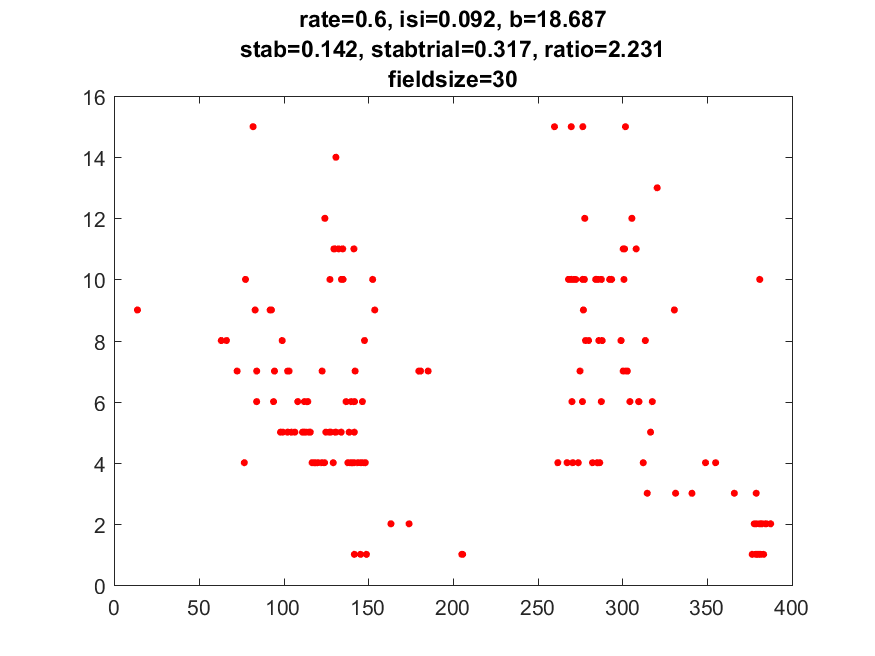 rate=0.6, isi=0.092, b=18.687
stab=0.142, stabtrial=0.317, ratio=2.231
fieldsize=30
16
14
12
10
8
6
4
2
0
0 50 100 150 200 250 300 350 400